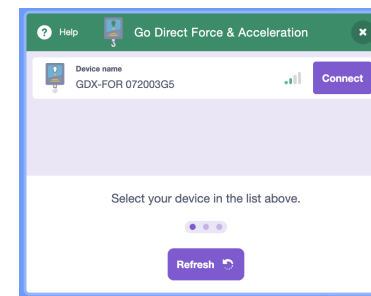 ? Help Go Direct Force & Acceleration
Device name
GDX-FOR 072003G5
Connect
Select your device in the list above.
Refresh